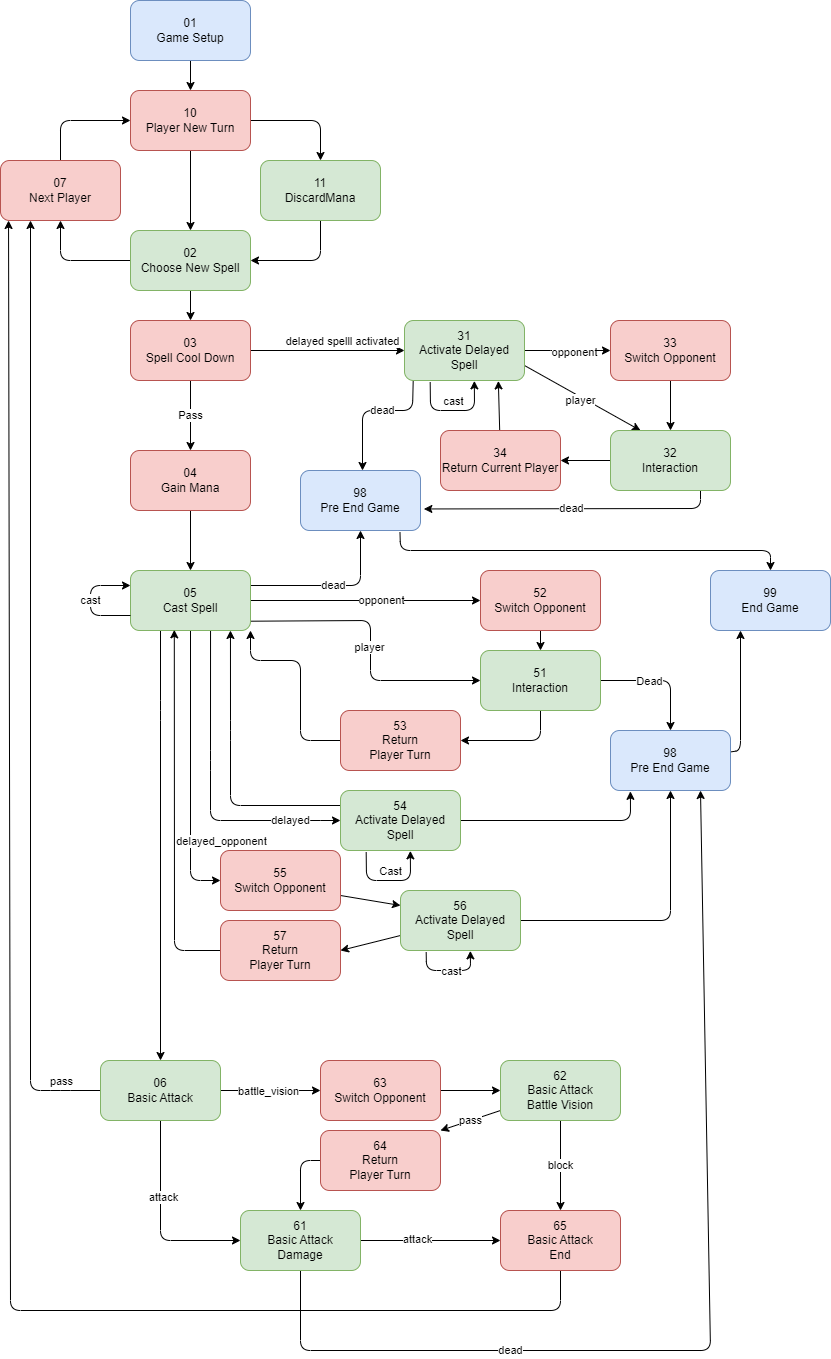 01
Game Setup
10
Player New Turn
07
Next Player
11
DiscardMana
02
Choose New Spell
03
Spell Cool Down
delayed spelll activated
31
Activate Delayed
Spell
opponent
33
Switch Opponent
cast
dead
player
Pass
34
Return Current Player
32
Interaction
04
Gain Mana
98
Pre End Game
dead
05
Cast Spell
cast
dead
opponent
52
Switch Opponent
99
End Game
player
51
Interaction
Dead
53
Return
Player Turn
98
Pre End Game
54
Activate Delayed
Spell
delayed
delayed_opponent
Cast
55
Switch Opponent
56
Activate Delayed
Spell
57
Return
Player Turn
cast
pass
06
Basic Attack
battle_vision
63
Switch Opponent
62
Basic Attack
Battle Vision
pass
64
Return
Player Turn
block
attack
61
Basic Attack
Damage
attack
65
Basic Attack
End
dead